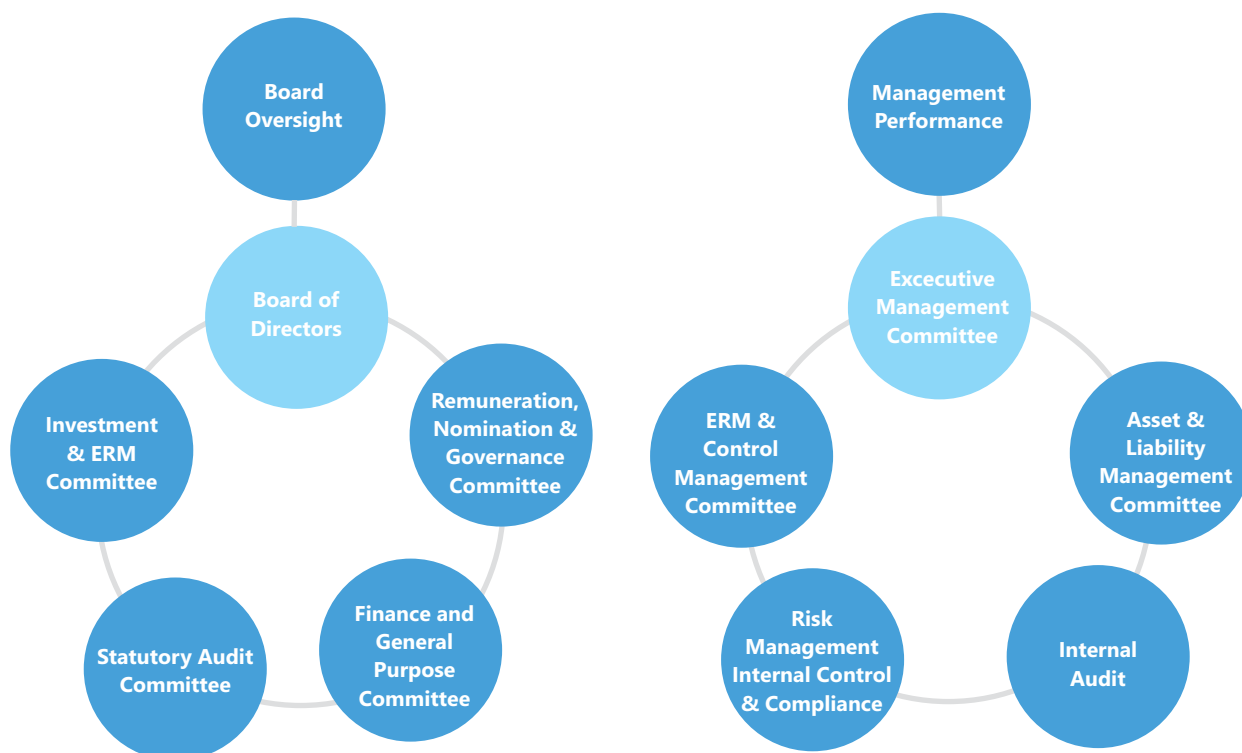 Board
Oversight
Board of
Directors
Investment
& ERM
Committee
Remuneration,
Nomination &
Governance
Committee
Statutory Audit
Committee
Finance and
General
Purpose
Committee
Management
Performance
Excecutive
Management
Committee
ERM &
Control
Management
Committee
Asset &
Liability
Management
Committee
Risk
Management
Internal Control
& Compliance
Internal
Audit